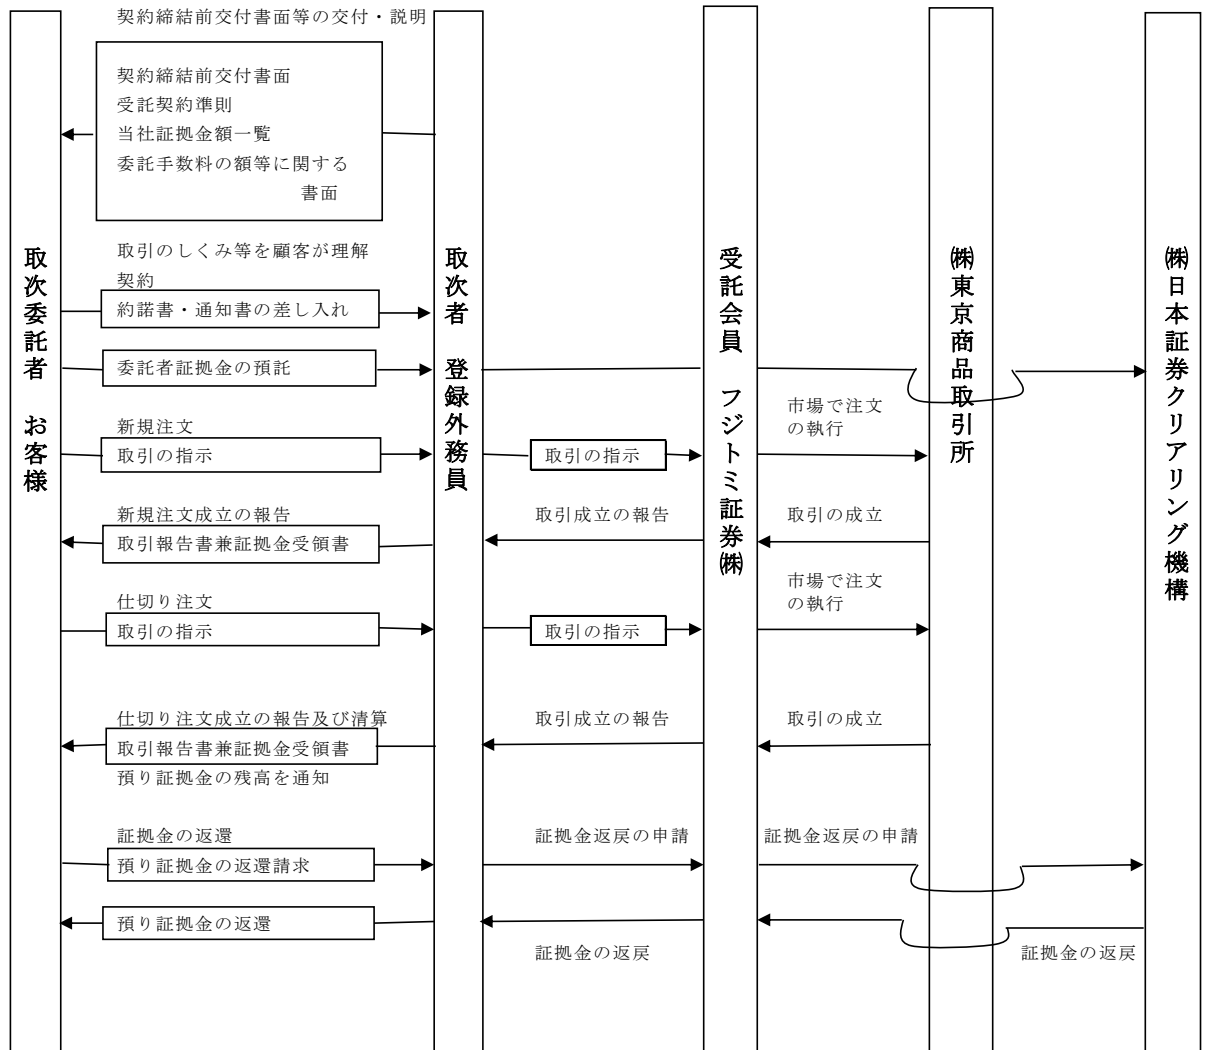 契約締結前交付書面等の交付・説明
契約締結前交付書面
受託契約準則
当社証拠金額一覧
委託手数料の額等に関する
書面
取次委託者 お客様
取次者 登録外務員
受託会員 フジトミ証券㈱
㈱東京商品取引所
㈱日本証券クリアリング機構
取引のしくみ等を顧客が理解
契約
約諾書・通知書の差し入れ
委託者証拠金の預託
新規注文
取引の指示
取引の指示
市場で注文
の執行
新規注文成立の報告
取引報告書兼証拠金受領書
取引成立の報告
取引の成立
仕切り注文
取引の指示
取引の指示
市場で注文
の執行
仕切り注文成立の報告及び清算
取引報告書兼証拠金受領書
預り証拠金の残高を通知
取引成立の報告
取引の成立
証拠金の返還
預り証拠金の返還請求
証拠金返戻の申請
証拠金返戻の申請
預り証拠金の返還
証拠金の返戻
証拠金の返戻